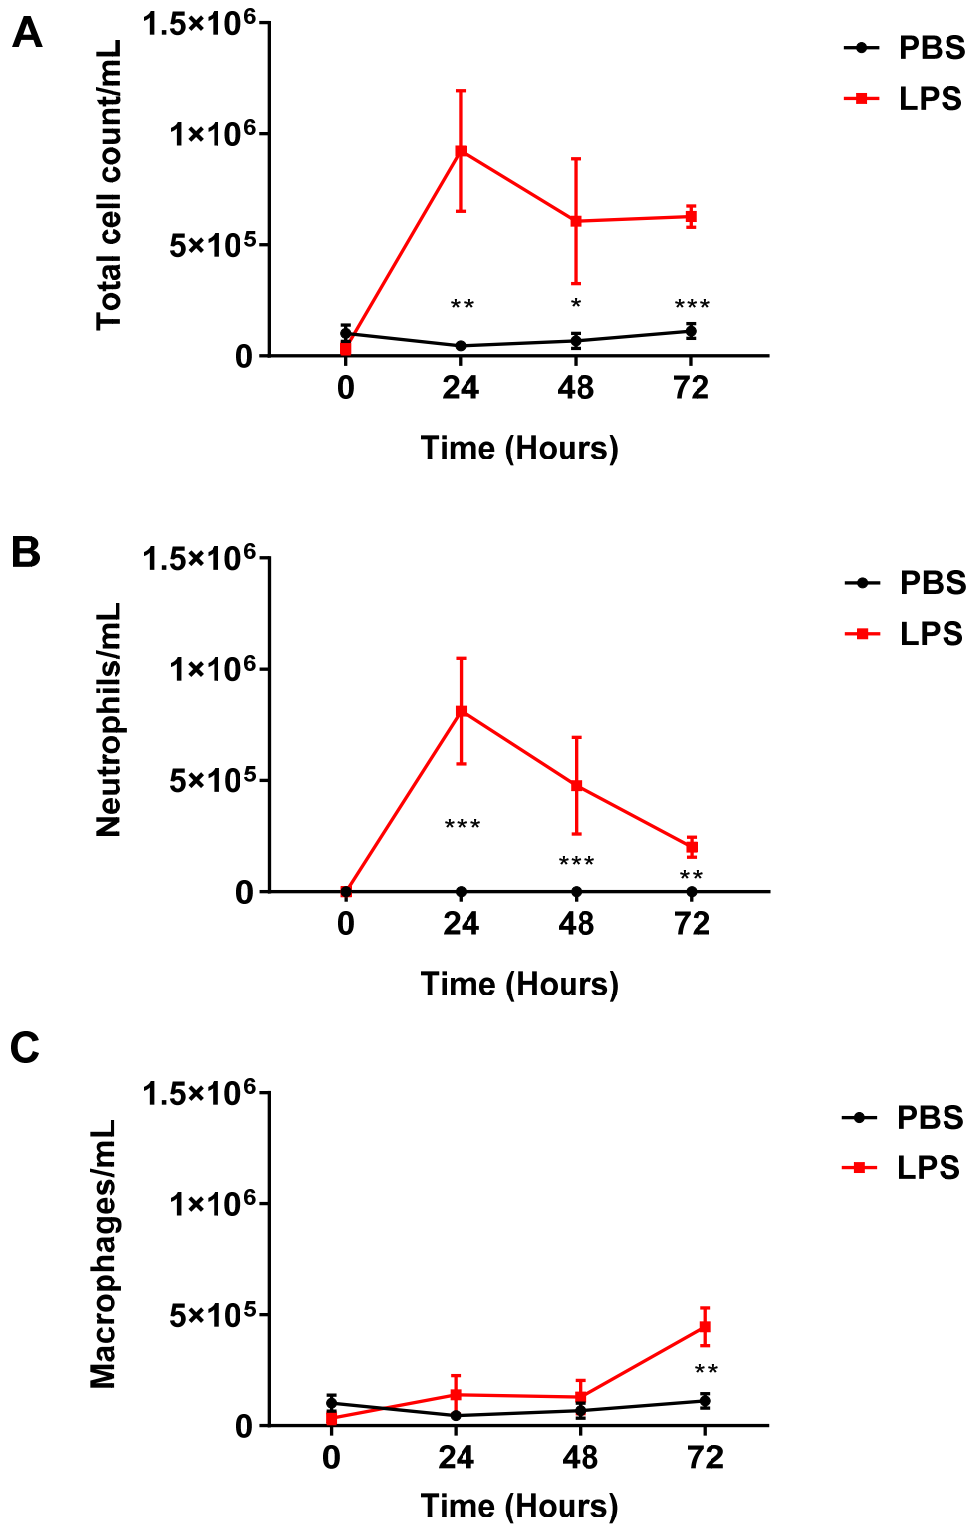 A
1.5×10⁶
1×10⁶
5×10⁵
0
Total cell count/mL
PBS
LPS
** * ***
0 24 48 72
Time (Hours)
B
1.5×10⁶
1×10⁶
5×10⁵
0
Neutrophils/mL
PBS
LPS
***
***
**
0 24 48 72
Time (Hours)
C
1.5×10⁶
1×10⁶
5×10⁵
0
Macrophages/mL
PBS
LPS
**
0 24 48 72
Time (Hours)